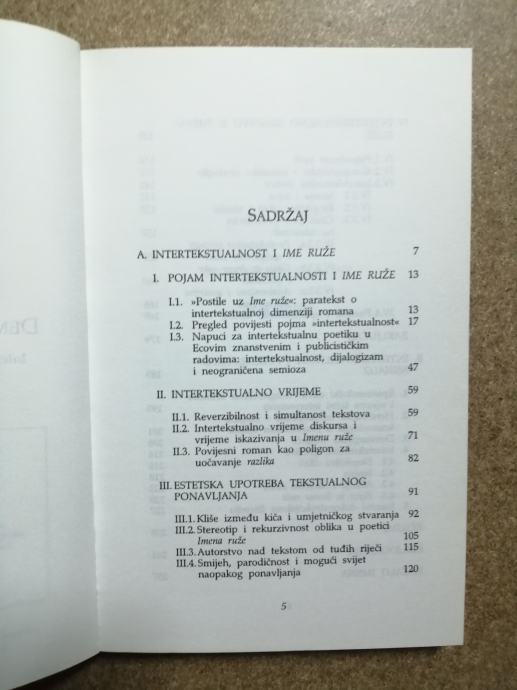 SADRŽAJ
A. INTERTEKSTUALNOST I IME RUŽE 7
I. POJAM INTERTEKSTUALNOSTI I IME RUŽE 13
I.1. »Postile uz Ime ruže«: paratekst o
intertekstualnoj dimenziji romana 13
I.2. Pregled povijesti pojma »intertekstualnost« 17
I.3. Napuci za intertekstualnu poetiku u
Ecovim znanstvenim i publicističkim
radovima: intertekstualnost, dijalogizam
i neograničena semioza 47
II. INTERTEKSTUALNO VRIJEME 59
II.1. Reverzibilnost i simultanost tekstova 59
II.2. Intertekstualno vrijeme diskursa i
vrijeme iskazivanja u Imenu ruže 71
II.3. Povijesni roman kao poligon za
uočavanje razlika 82
III. ESTETSKA UPOTREBA TEKSTUALNOG
PONAVLJANJA 91
III.1. Kliše između kiča i umjetničkog stvaranja 92
III.2. Stereotip i rekurzivnost oblika u poetici
Imena ruže 105
III.3. Autorstvo nad tekstom od tuđih riječi 115
III.4. Smijeh, parodičnost i mogući svijet
naopakog ponavljanja 120
5